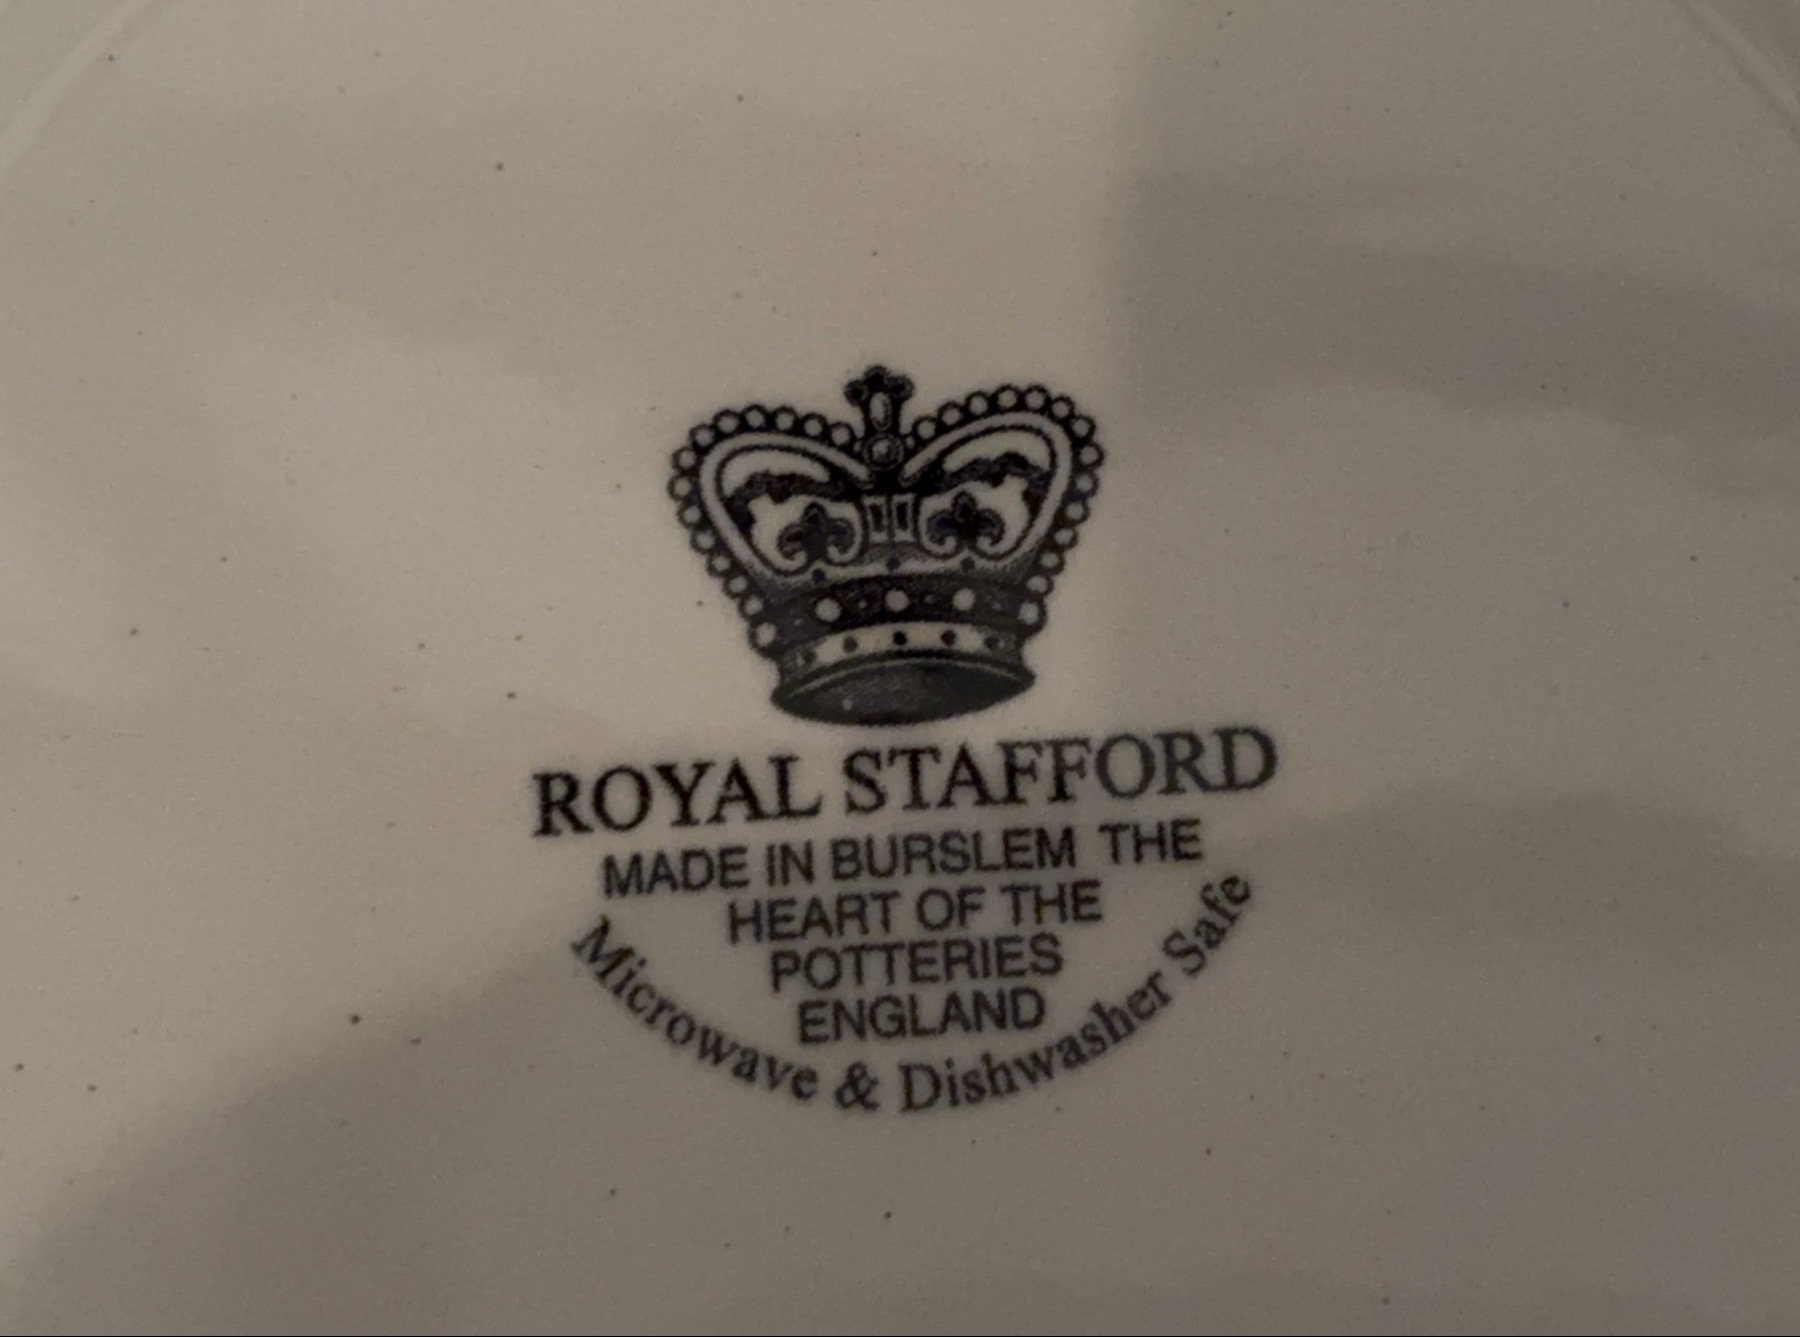 ROYAL STAFFORD
MADE IN BURSLEM THE
HEART OF THE
POTTERIES
ENGLAND
Microwave & Dishwasher Safe